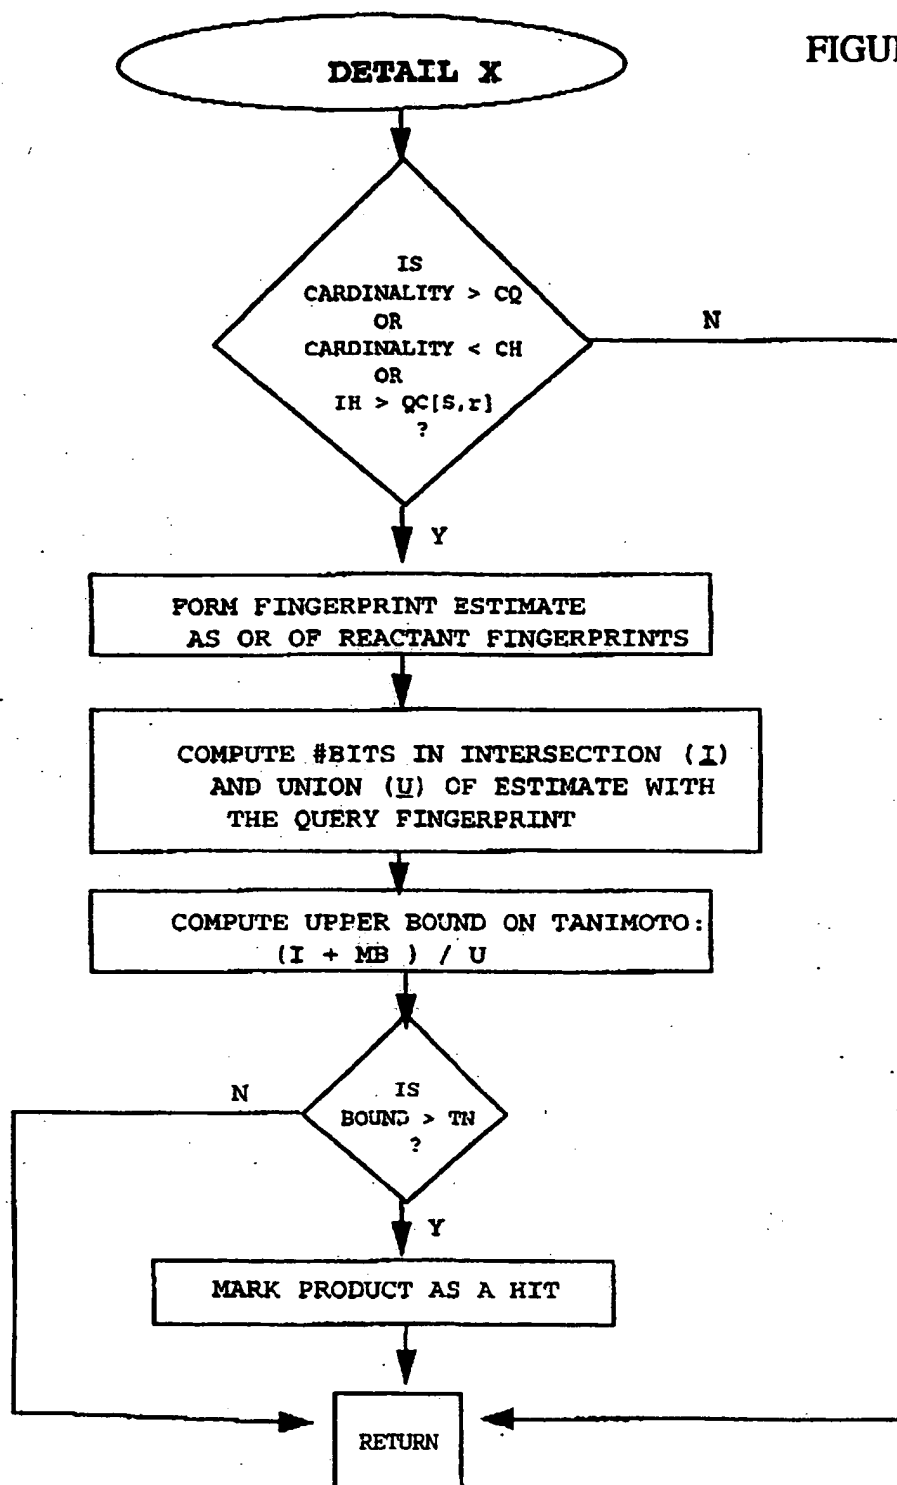 FIGU
DETAIL X
IS
CARDINALITY > CQ
OR
CARDINALITY < CH
OR
IH > QC[S,r]
?
N
Y
FORM FINGERPRINT ESTIMATE
AS OR OF REACTANT FINGERPRINTS
COMPUTE #BITS IN INTERSECTION (I)
AND UNION (U) OF ESTIMATE WITH
THE QUERY FINGERPRINT
COMPUTE UPPER BOUND ON TANIMOTO:
(I + MB ) / U
N
IS
BOUND > TN
?
Y
MARK PRODUCT AS A HIT
RETURN